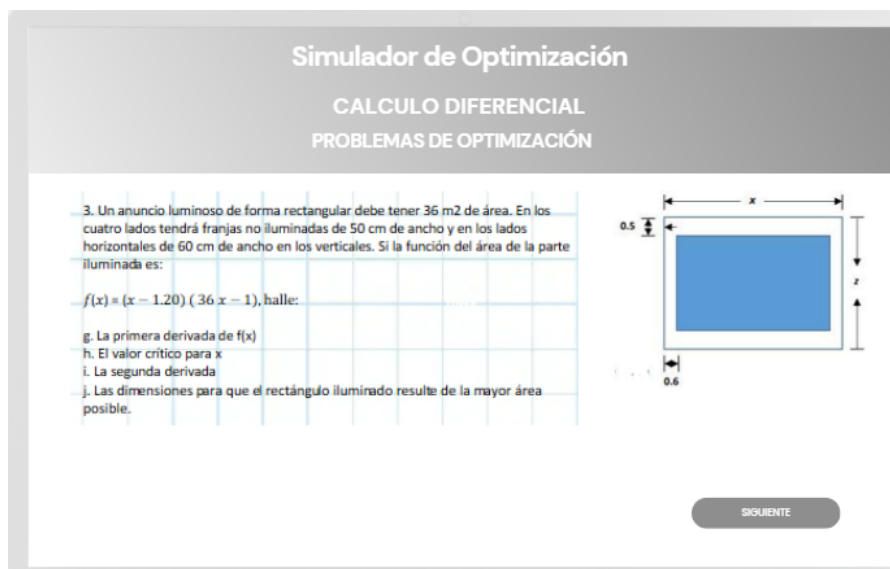 Simulador de Optimización
CALCULO DIFERENCIAL
PROBLEMAS DE OPTIMIZACIÓN
3. Un anuncio luminoso de forma rectangular debe tener 36 m2 de área. En los
cuatro lados tendrá franjas no iluminadas de 50 cm de ancho y en los lados
horizontales de 60 cm de ancho en los verticales. Si la función del área de la parte
iluminada es:
f(x) = (x − 1.20) ( 36 x − 1), halle:
g. La primera derivada de f(x)
h. El valor crítico para x
i. La segunda derivada
j. Las dimensiones para que el rectángulo iluminado resulte de la mayor área
posible.
x
0.5
z
0.6
SIGUIENTE